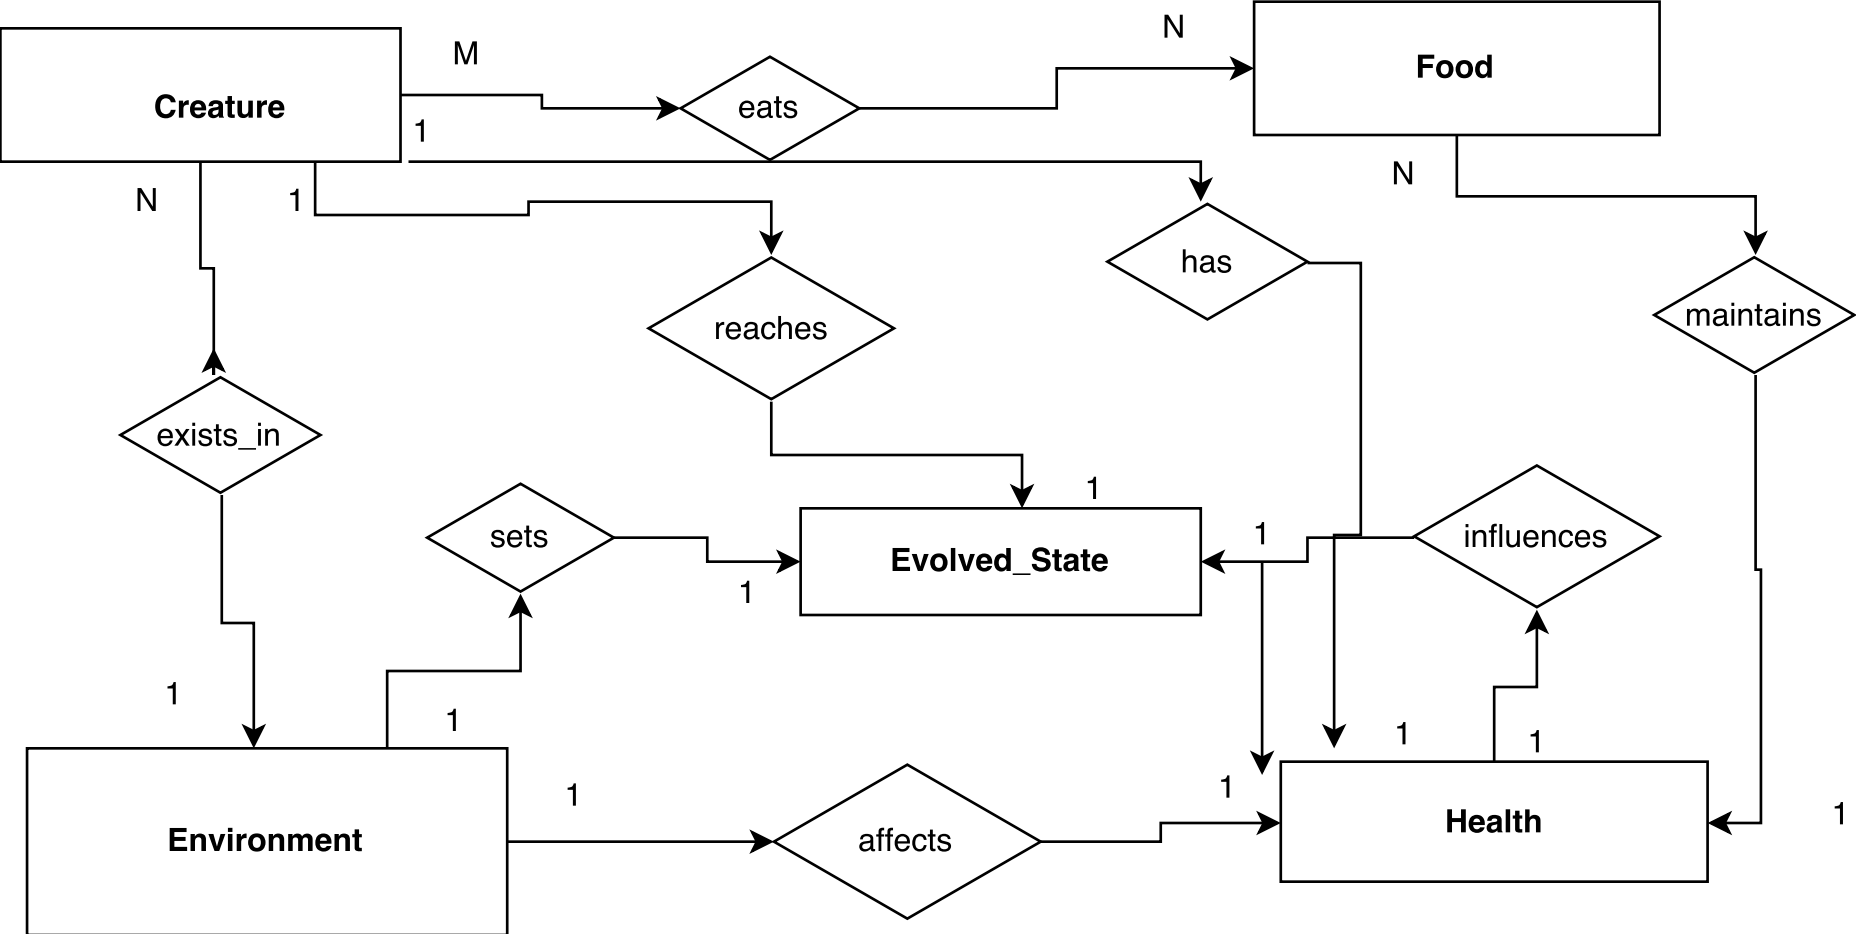 N
M
Food
Creature
eats
1
N
N
1
has
maintains
reaches
exists_in
1
1
sets
influences
Evolved_State
1
1
1
1
1
1
1
1
Health
1
Environment
affects